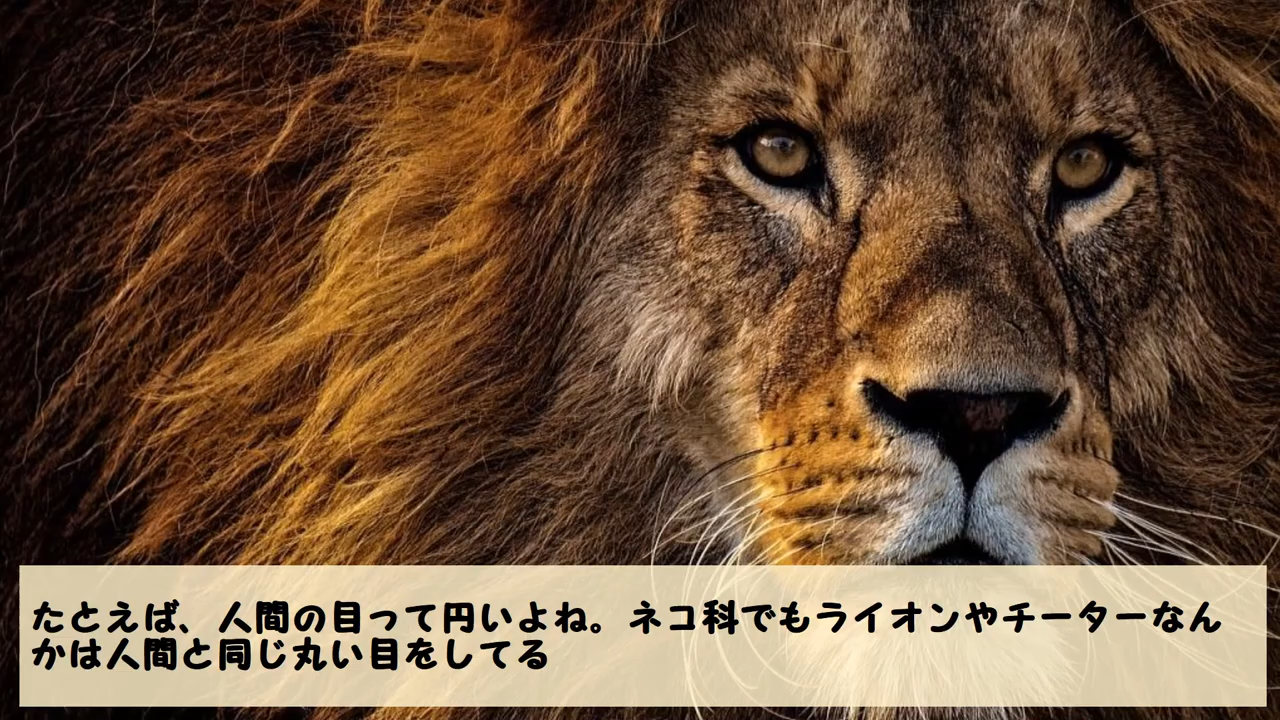 たとえば、人間の目って円いよね。ネコ科でもライオンやチーターなん
かは人間と同じ丸い目をしてる